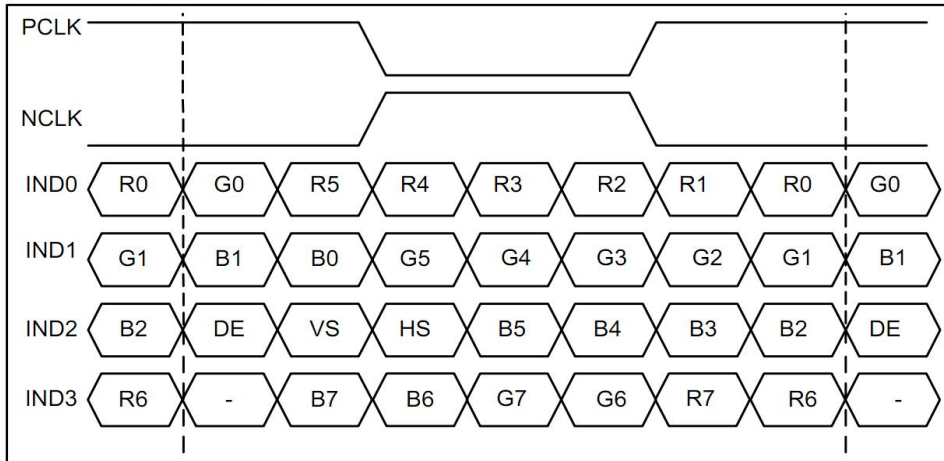 PCLK
NCLK
IND0 R0 G0 R5 R4 R3 R2 R1 R0 G0
IND1 G1 B1 B0 G5 G4 G3 G2 G1 B1
IND2 B2 DE VS HS B5 B4 B3 B2 DE
IND3 R6 - B7 B6 G7 G6 R7 R6 -